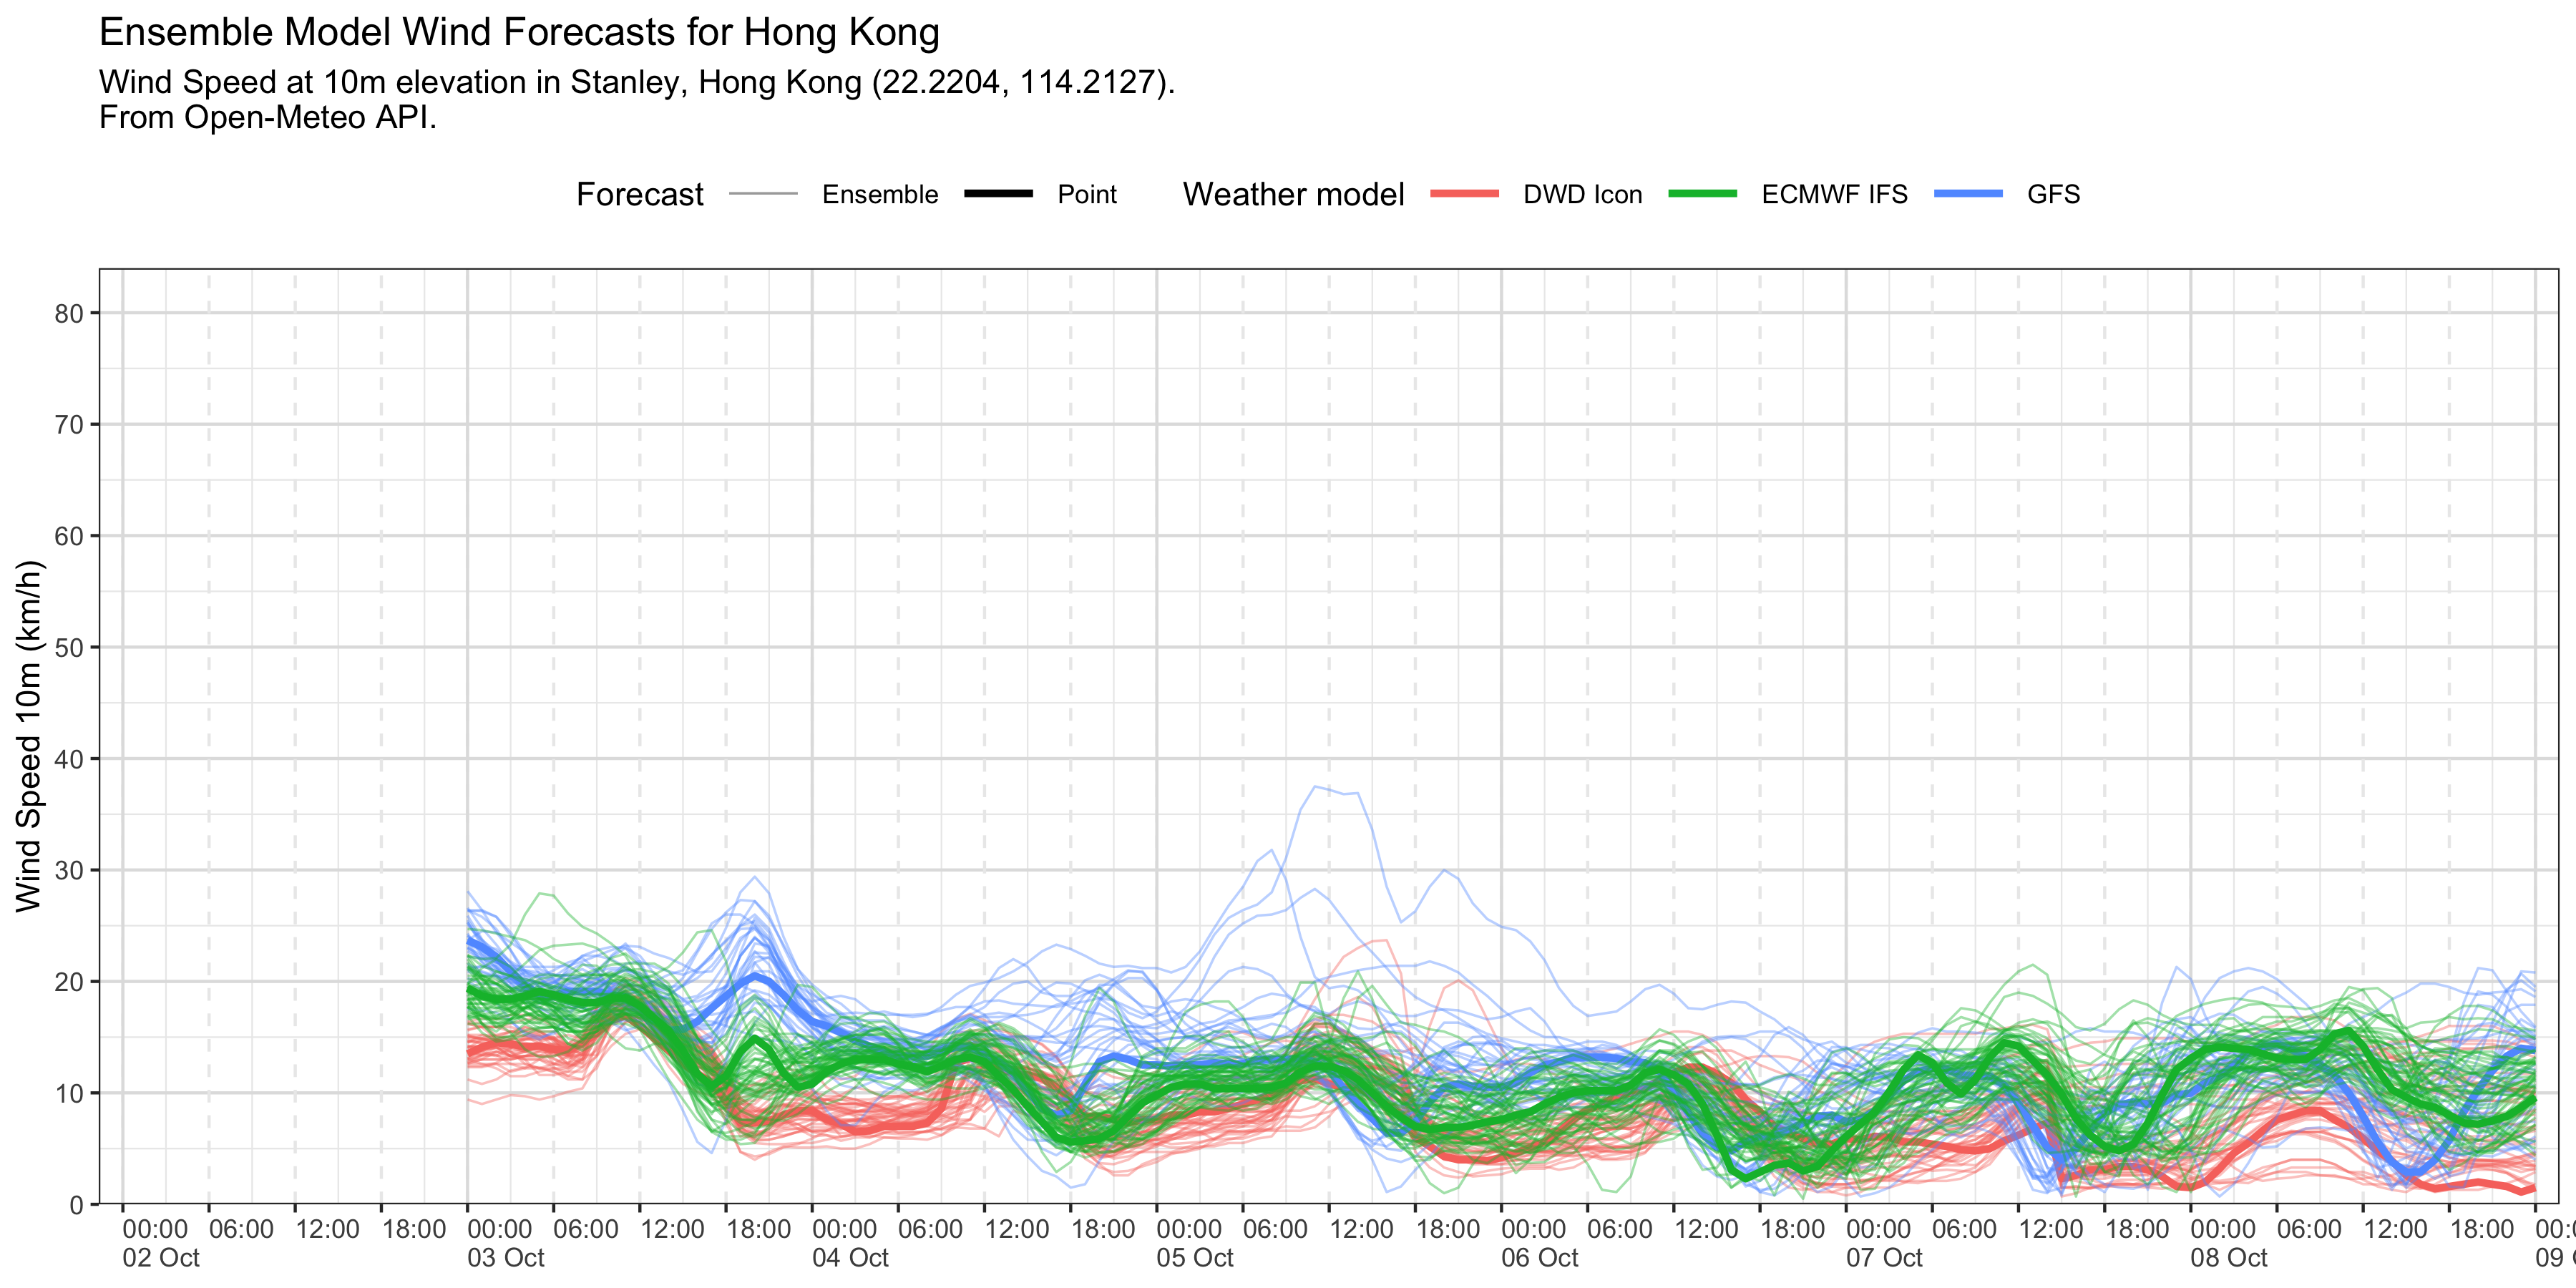 Ensemble Model Wind Forecasts for Hong Kong
Wind Speed at 10m elevation in Stanley, Hong Kong (22.2204, 114.2127).
From Open-Meteo API.
Forecast Ensemble Point Weather model DWD Icon ECMWF IFS GFS
Wind Speed 10m (km/h)
80
70
60
50
40
30
20
10
0
00:00 06:00 12:00 18:00 00:00 06:00 12:00 18:00 00:00 06:00 12:00 18:00 00:00 06:00 12:00 18:00 00:00 06:00 12:00 18:00 00:00 06:00 12:00 18:00 00:00 06:00 12:00 18:00 00:
02 Oct 03 Oct 04 Oct 05 Oct 06 Oct 07 Oct 08 Oct 09